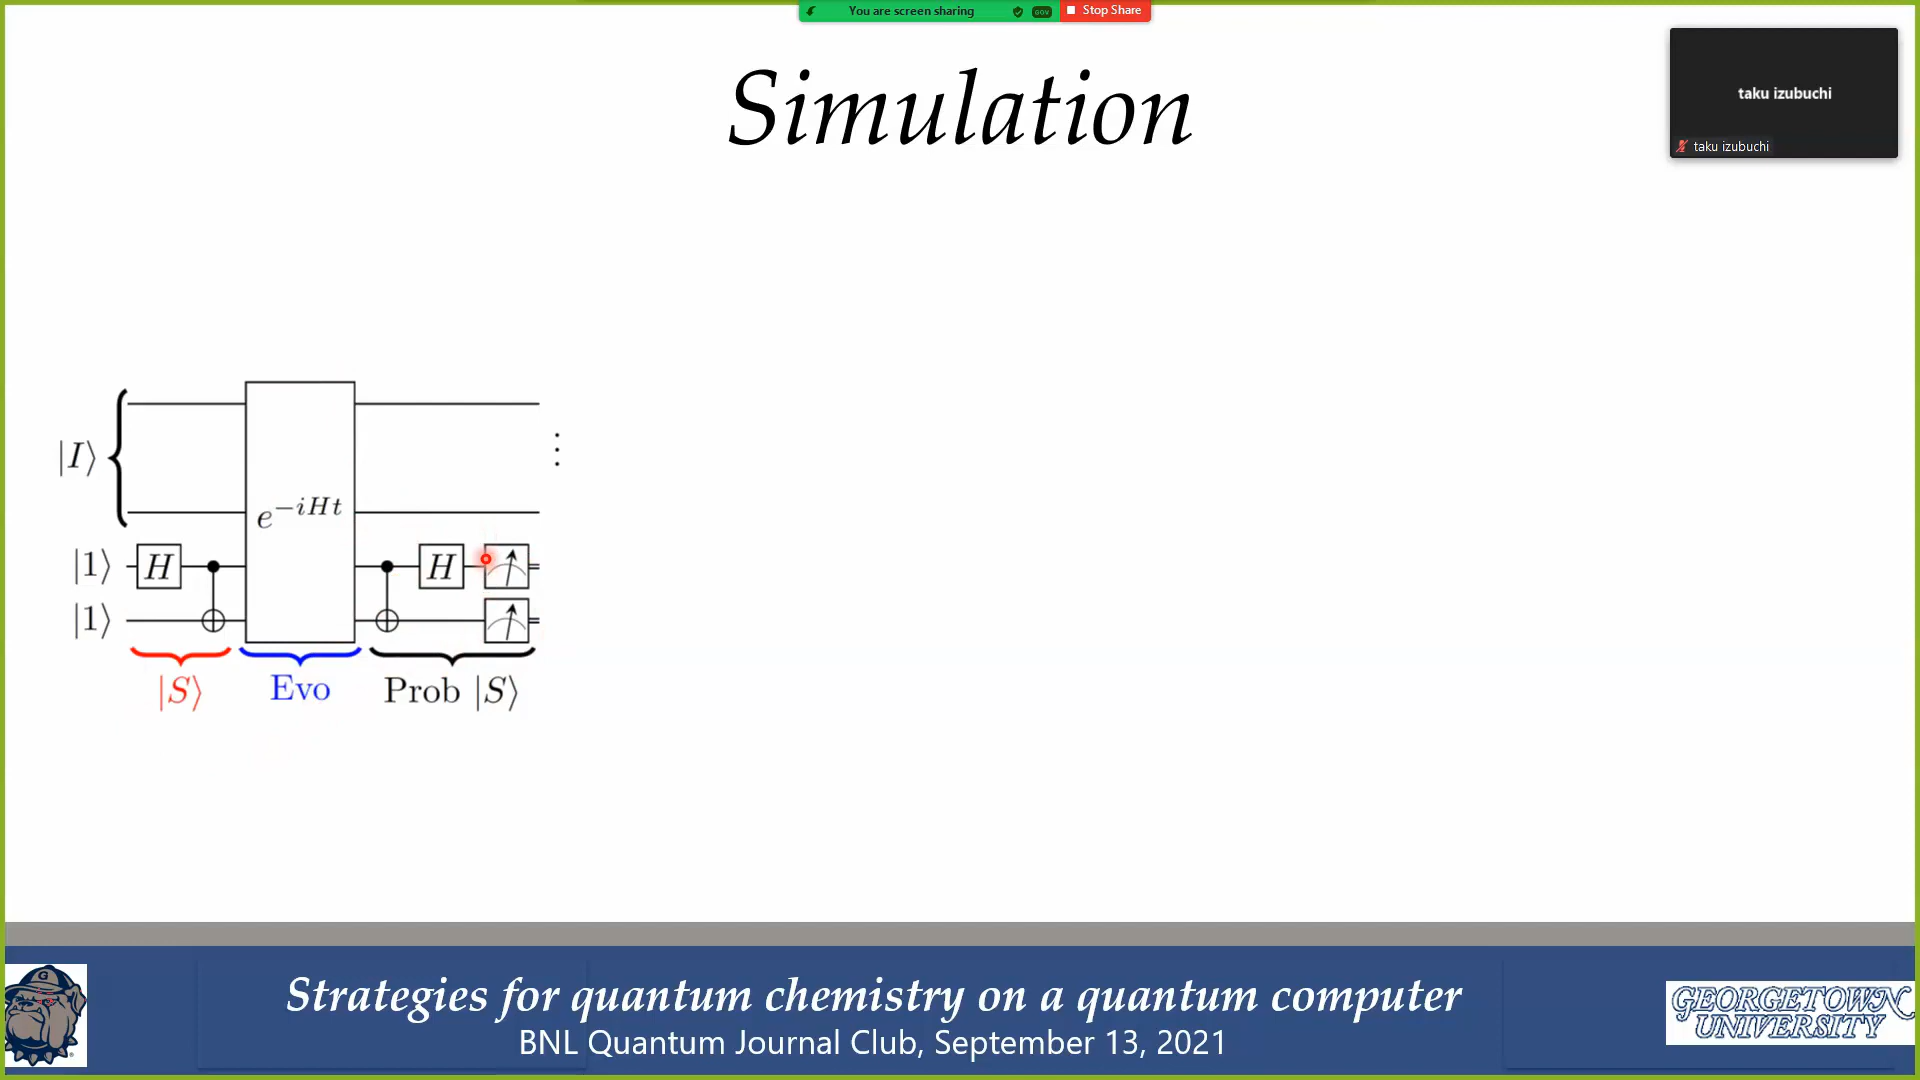 You are screen sharing GOV Stop Share
Simulation
taku izubuchi
taku izubuchi
|I⟩
⋮
e^{-iHt}
|1⟩ H H
|1⟩
|S⟩ Evo Prob |S⟩
Strategies for quantum chemistry on a quantum computer
BNL Quantum Journal Club, September 13, 2021
G
GEORGETOWN
UNIVERSITY